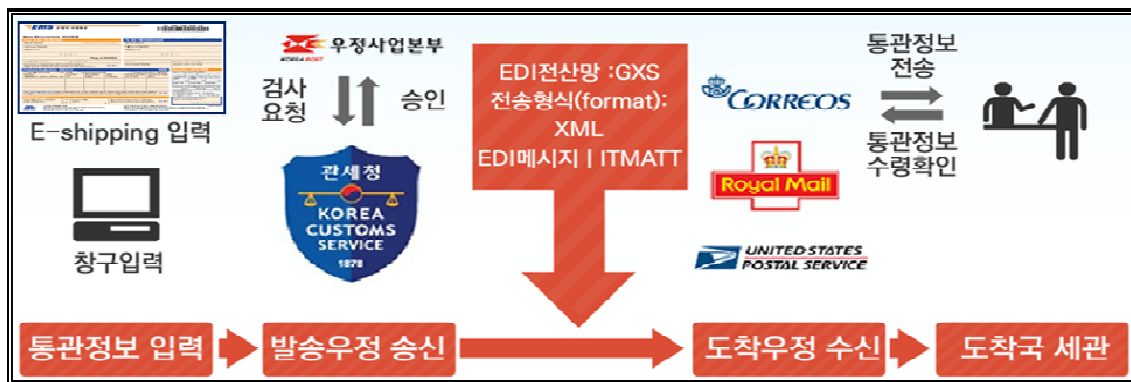 EMS
E-shipping 입력
창구입력
우정사업본부
KOREA POST
검사
요청
승인
관세청
KOREA
CUSTOMS
SERVICE
1878
EDI전산망 :GXS
전송형식(format):
XML
EDI메시지 | ITMATT
CORREOS
Royal Mail
UNITED STATES
POSTAL SERVICE
통관정보
전송
통관정보
수령확인
통관정보 입력
발송우정 송신
도착우정 수신
도착국 세관